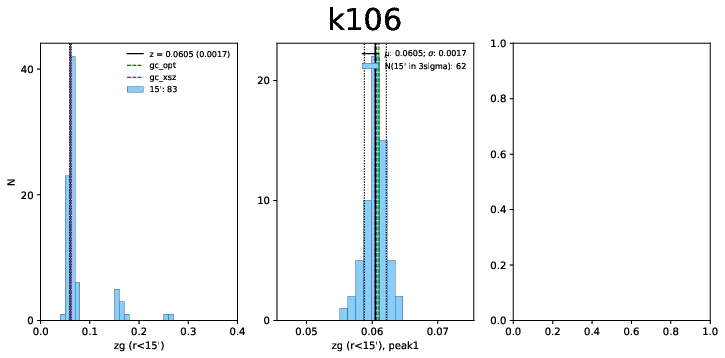 k106
z = 0.0605 (0.0017)
gc_opt
gc_xsz
15': 83
N
0
20
40
0.0 0.1 0.2 0.3 0.4
zg (r<15')
μ: 0.0605; σ: 0.0017
N(15' in 3sigma): 62
0
10
20
0.05 0.06 0.07
zg (r<15'), peak1
1.0
0.8
0.6
0.4
0.2
0.0
0.0 0.2 0.4 0.6 0.8 1.0